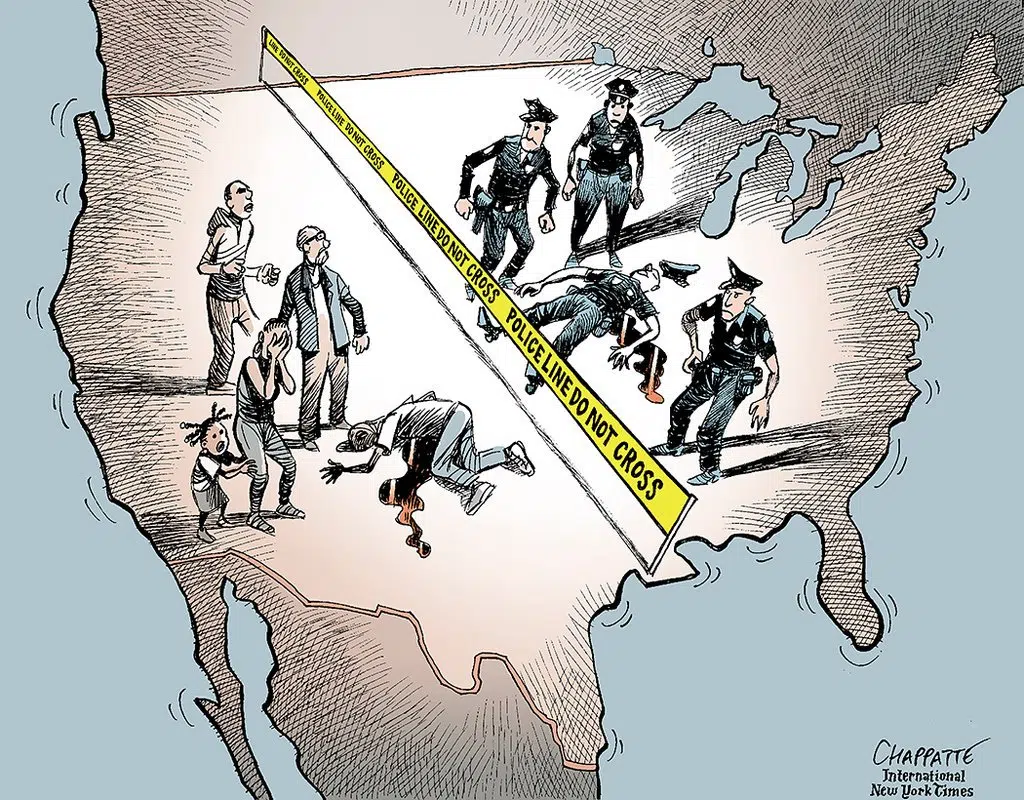 LINE DO NOT CROSS POLICE LINE DO NOT CROSS POLICE LINE DO NOT CROSS POLICE LINE DO NOT CROSS
CHAPPATTE
International
New York Times